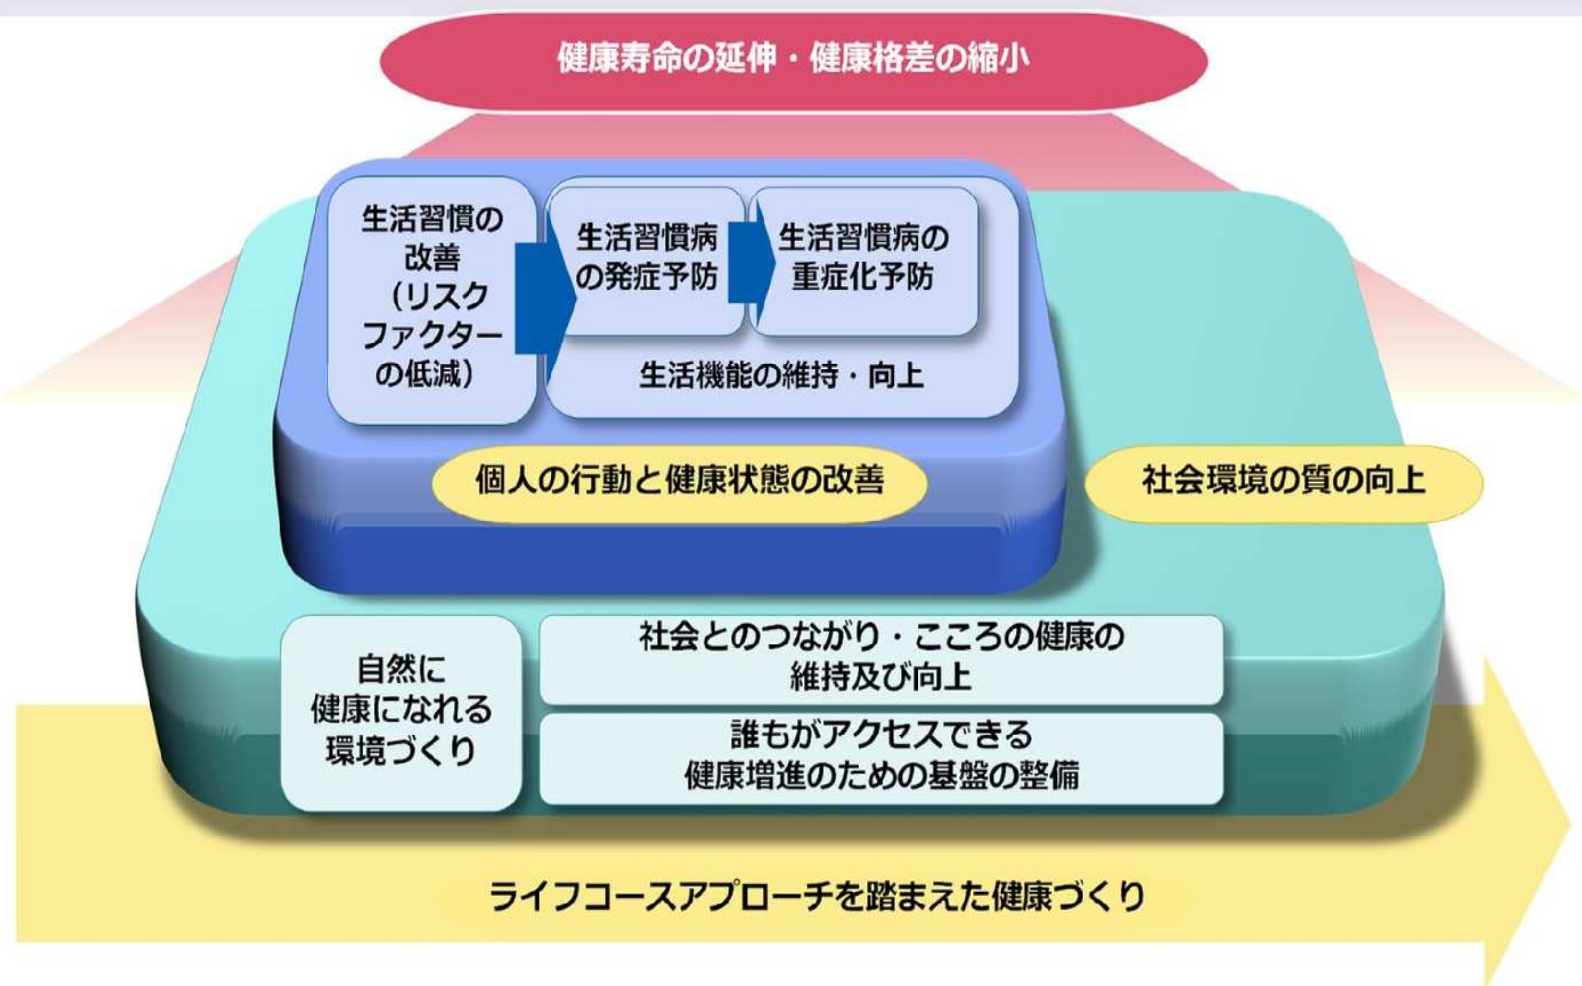 健康寿命の延伸・健康格差の縮小
生活習慣の
改善
（リスク
ファクター
の低減）
生活習慣病
の発症予防
生活習慣病の
重症化予防
生活機能の維持・向上
個人の行動と健康状態の改善
社会環境の質の向上
自然に
健康になれる
環境づくり
社会とのつながり・こころの健康の
維持及び向上
誰もがアクセスできる
健康増進のための基盤の整備
ライフコースアプローチを踏まえた健康づくり